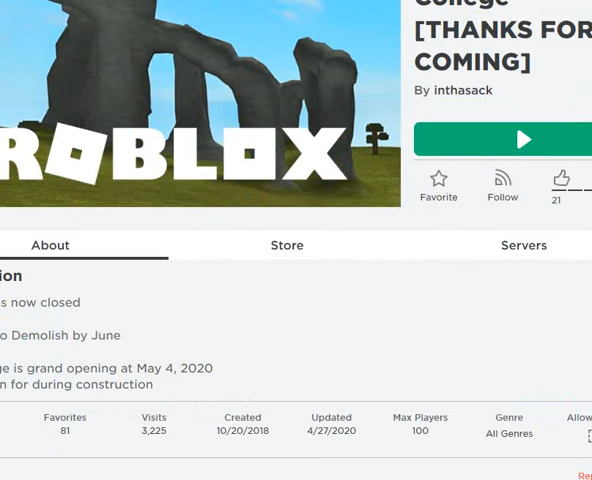 College
[THANKS FOR
COMING]
By inthasack
ROBLOX
Favorite
Follow
21
About
Store
Servers
ion
s now closed
o Demolish by June
ge is grand opening at May 4, 2020
n for during construction
Favorites
Visits
Created
Updated
Max Players
Genre
Allow
81
3,225
10/20/2018
4/27/2020
100
All Genres
Rep